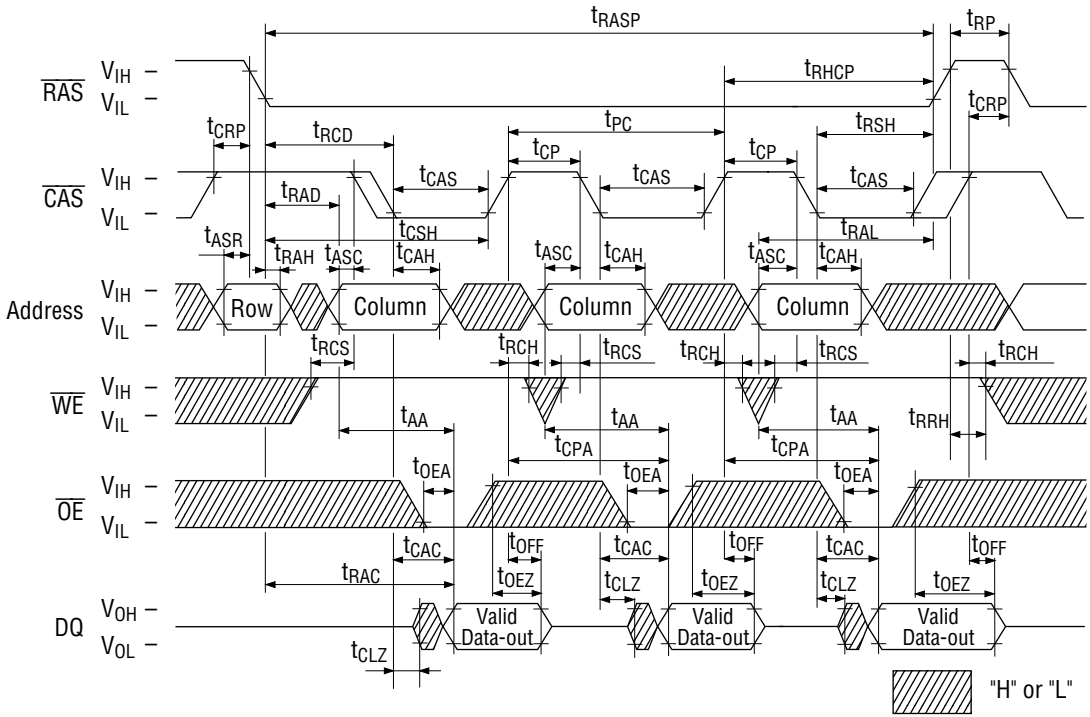 tRASP
tRP
RAS
VIH
VIL
tRHCP
tCRP
tRCD
tPC
tRSH
tCRP
CAS
VIH
VIL
tCP
tCP
tCAS
tCAS
tCAS
tRAD
tCSH
tRAL
tASR
tRAH
tASC
tCAH
tASC
tCAH
tASC
tCAH
Address
VIH
VIL
Row
Column
Column
Column
tRCS
tRCH
tRCS
tRCH
tRCS
tRCH
WE
VIH
VIL
tAA
tAA
tAA
tRRH
tCPA
tCPA
tOEA
tOEA
tOEA
OE
VIH
VIL
tCAC
tOFF
tCAC
tOFF
tCAC
tOFF
tRAC
tOEZ
tCLZ
tOEZ
tCLZ
tOEZ
DQ
VOH
VOL
Valid
Data-out
Valid
Data-out
Valid
Data-out
tCLZ
"H" or "L"